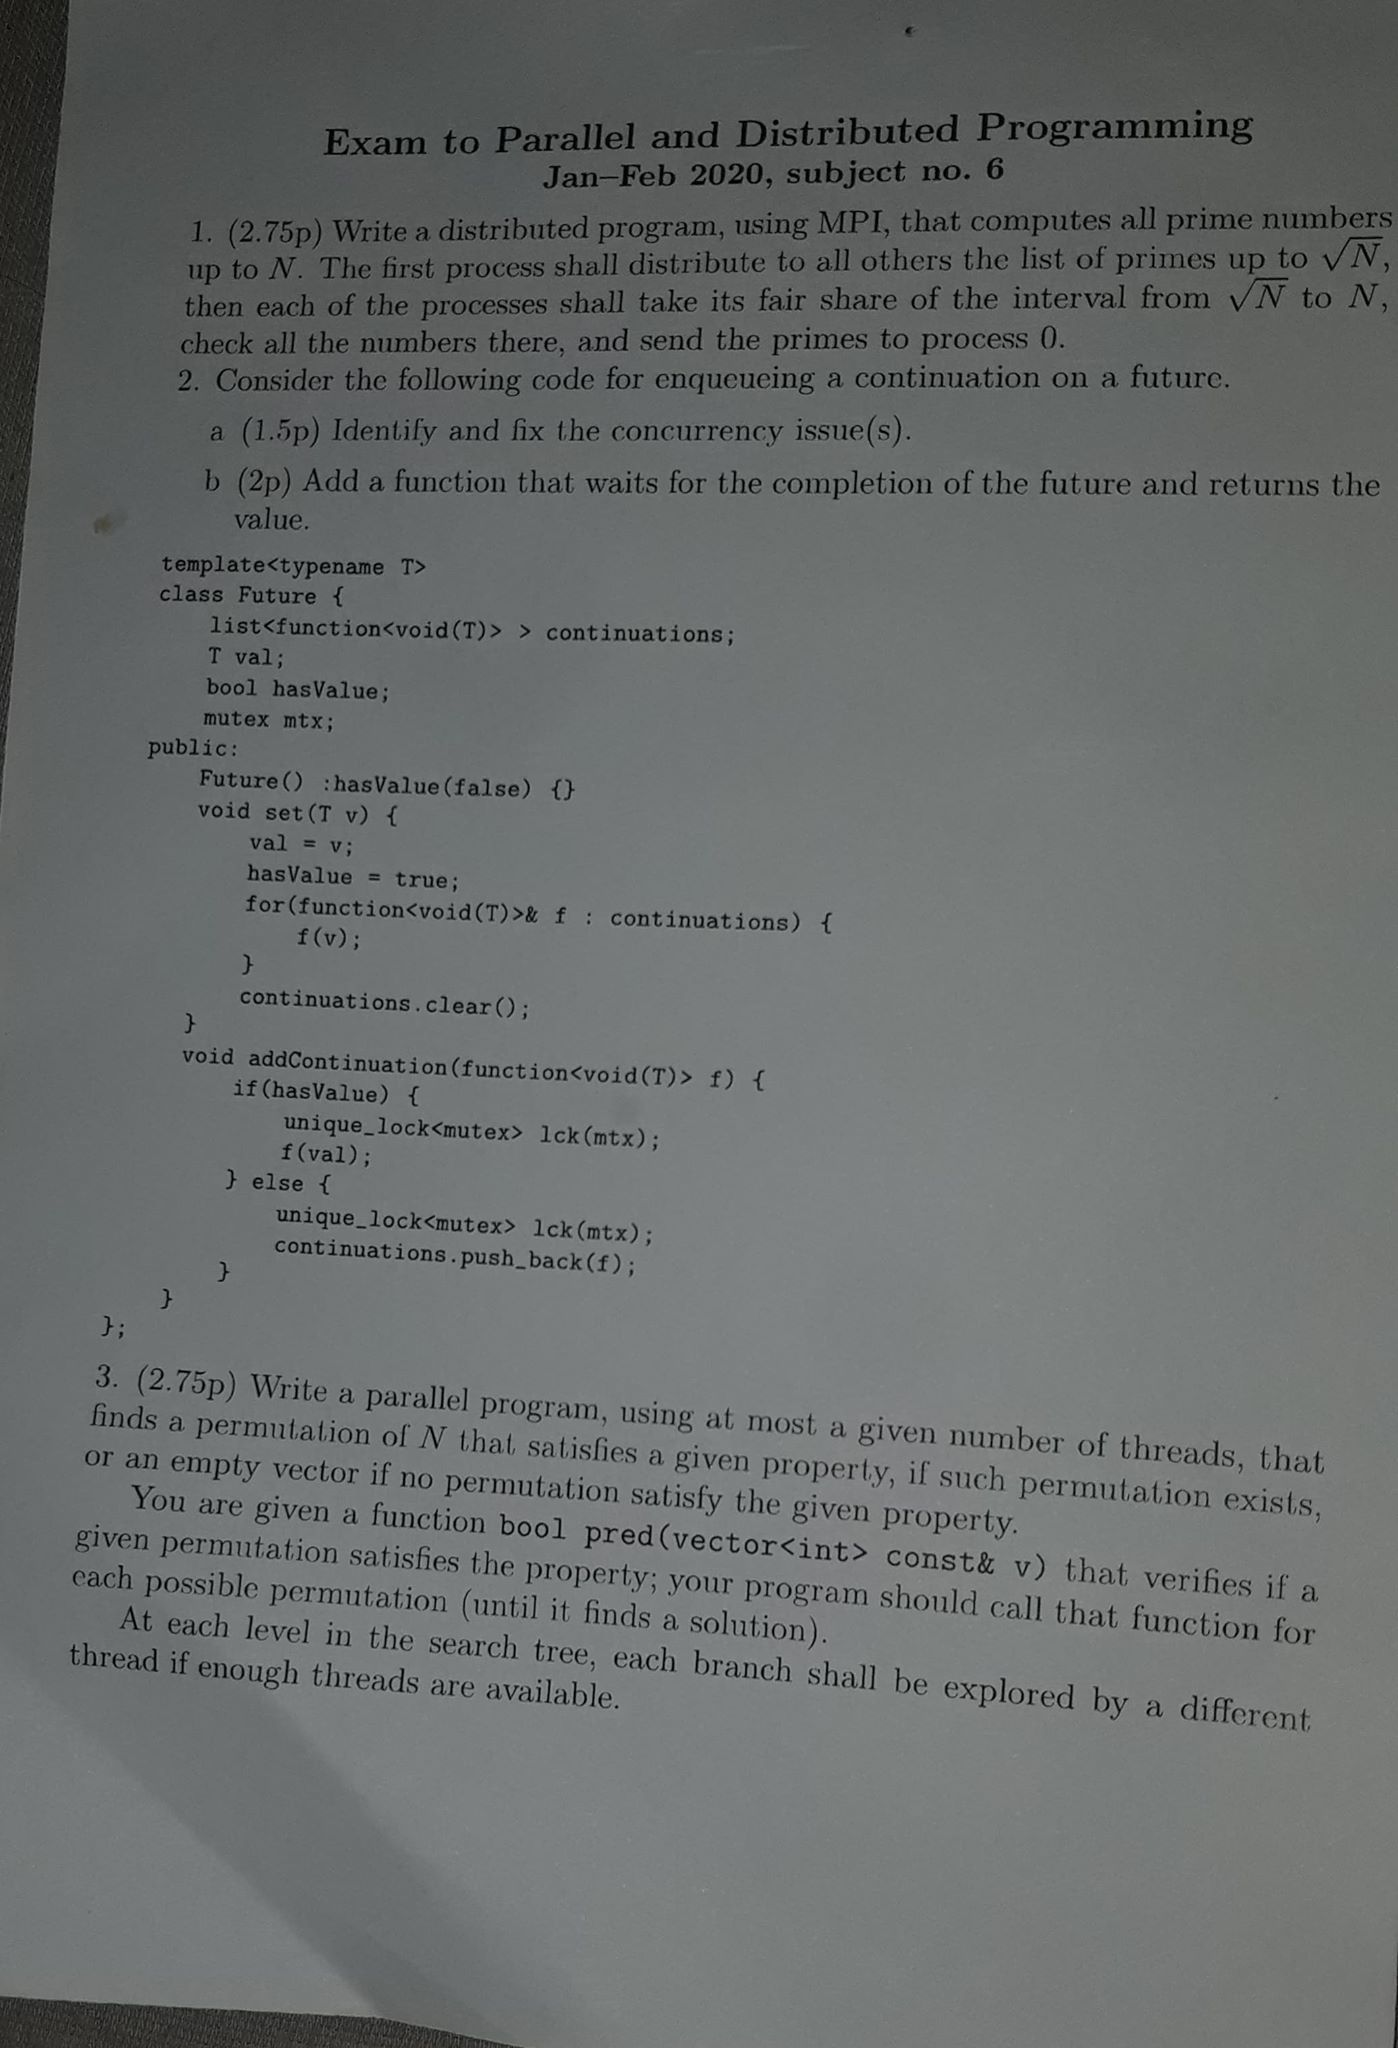 Exam to Parallel and Distributed Programming
Jan–Feb 2020, subject no. 6
1. (2.75p) Write a distributed program, using MPI, that computes all prime numbers
up to N. The first process shall distribute to all others the list of primes up to √N,
then each of the processes shall take its fair share of the interval from √N to N,
check all the numbers there, and send the primes to process 0.
2. Consider the following code for enqueueing a continuation on a future.
a (1.5p) Identify and fix the concurrency issue(s).
b (2p) Add a function that waits for the completion of the future and returns the
value.
template<typename T>
class Future {
    list<function<void(T)> > continuations;
    T val;
    bool hasValue;
    mutex mtx;
public:
    Future() :hasValue(false) {}
    void set(T v) {
        val = v;
        hasValue = true;
        for(function<void(T)>& f : continuations) {
            f(v);
        }
        continuations.clear();
    }
    void addContinuation(function<void(T)> f) {
        if(hasValue) {
            unique_lock<mutex> lck(mtx);
            f(val);
        } else {
            unique_lock<mutex> lck(mtx);
            continuations.push_back(f);
        }
    }
};
3. (2.75p) Write a parallel program, using at most a given number of threads, that
finds a permutation of N that satisfies a given property, if such permutation exists,
or an empty vector if no permutation satisfy the given property.
You are given a function bool pred(vector<int> const& v) that verifies if a
given permutation satisfies the property; your program should call that function for
each possible permutation (until it finds a solution).
At each level in the search tree, each branch shall be explored by a different
thread if enough threads are available.